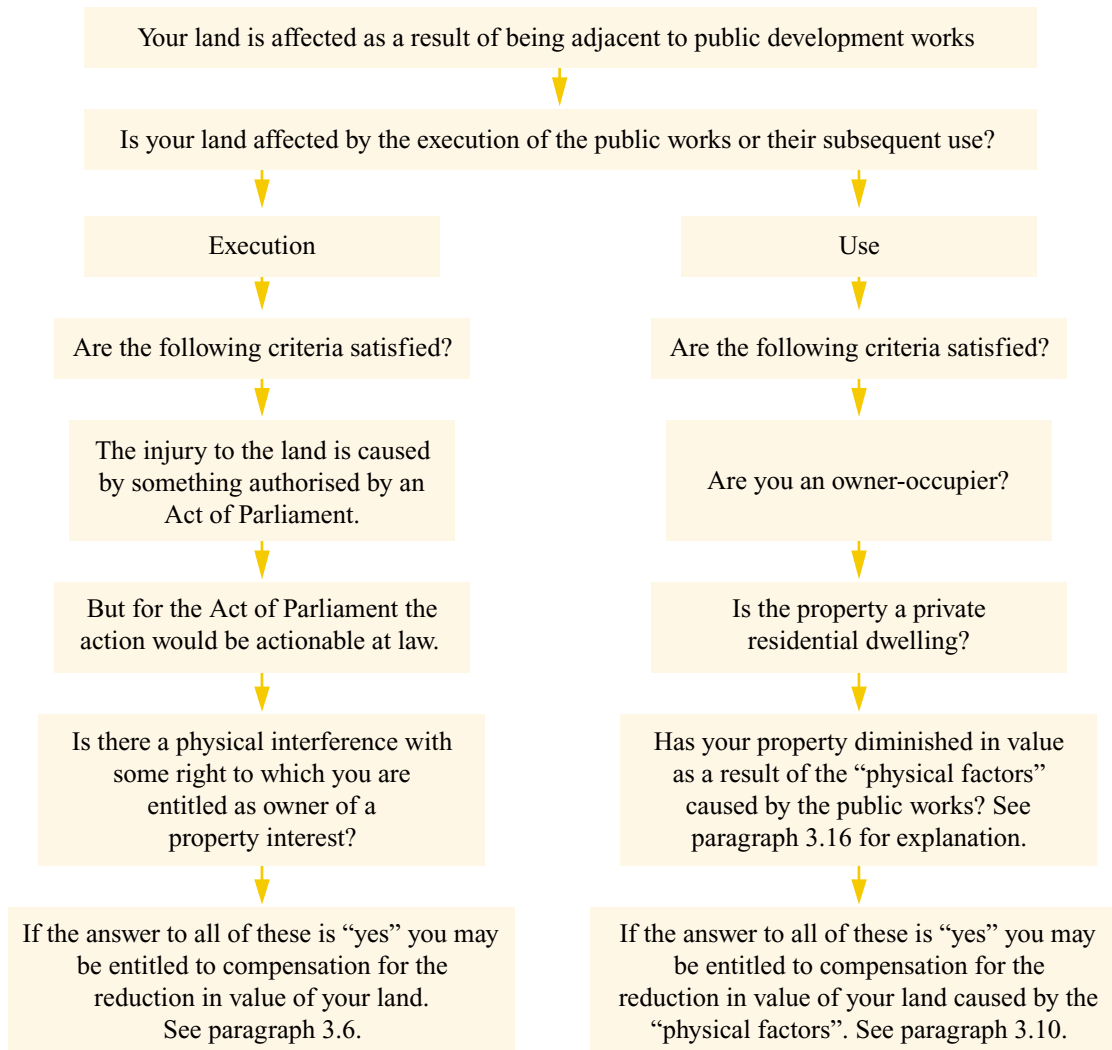 Your land is affected as a result of being adjacent to public development works
Is your land affected by the execution of the public works or their subsequent use?
Execution
Are the following criteria satisfied?
The injury to the land is caused
by something authorised by an
Act of Parliament.
But for the Act of Parliament the
action would be actionable at law.
Is there a physical interference with
some right to which you are
entitled as owner of a
property interest?
If the answer to all of these is “yes” you may
be entitled to compensation for the
reduction in value of your land.
See paragraph 3.6.
Use
Are the following criteria satisfied?
Are you an owner-occupier?
Is the property a private
residential dwelling?
Has your property diminished in value
as a result of the “physical factors”
caused by the public works? See
paragraph 3.16 for explanation.
If the answer to all of these is “yes” you may
be entitled to compensation for the
reduction in value of your land caused by the
“physical factors”. See paragraph 3.10.